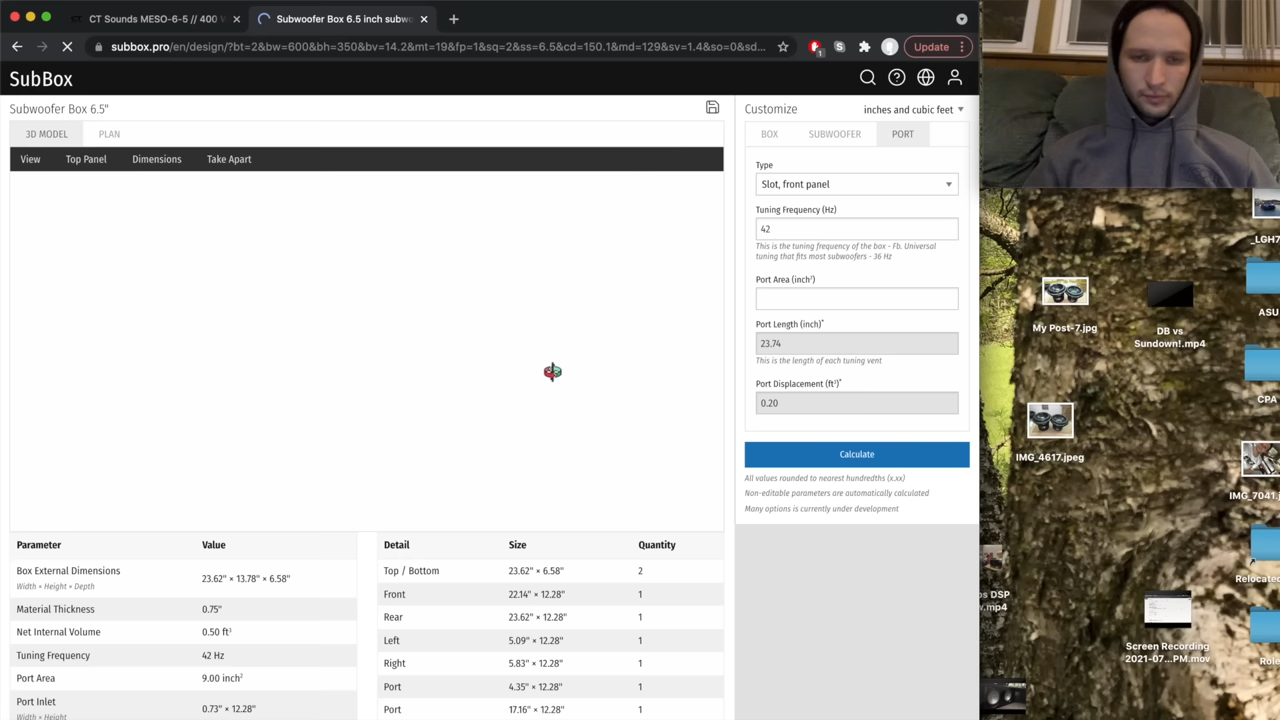 CT Sounds MESO-6-5 // 400 W
Subwoofer Box 6.5 inch subwo
subbox.pro/en/design/?bt=2&bw=600&bh=350&bv=14.2&mt=19&fp=1&sq=2&ss=6.5&cd=150.1&md=129&sv=1.4&so=0&sd...
1
Update
SubBox
Subwoofer Box 6.5"
3D MODEL
PLAN
View
Top Panel
Dimensions
Take Apart
Customize
inches and cubic feet
BOX
SUBWOOFER
PORT
Type
Slot, front panel
Tuning Frequency (Hz)
42
This is the tuning frequency of the box - Fb. Universal
tuning that fits most subwoofers - 36 Hz
Port Area (inch²)
Port Length (inch)*
23.74
This is the length of each tuning vent
Port Displacement (ft³)*
0.20
Calculate
All values rounded to nearest hundredths (x.xx)
Non-editable parameters are automatically calculated
Many options is currently under development
Parameter Value
Box External Dimensions
Width × Height × Depth
23.62" × 13.78" × 6.58"
Material Thickness 0.75"
Net Internal Volume 0.50 ft³
Tuning Frequency 42 Hz
Port Area 9.00 inch²
Port Inlet
Width × Height
0.73" × 12.28"
Detail Size Quantity
Top / Bottom 23.62" × 6.58" 2
Front 22.14" × 12.28" 1
Rear 23.62" × 12.28" 1
Left 5.09" × 12.28" 1
Right 5.83" × 12.28" 1
Port 4.35" × 12.28" 1
Port 17.16" × 12.28" 1
_LGH7
My Post-7.jpg
DB vs
Sundown!.mp4
ASU
CPA
IMG_4617.jpeg
IMG_7041.j
Relocated
os DSP
v.mp4
Screen Recording
2021-07...PM.mov
Role